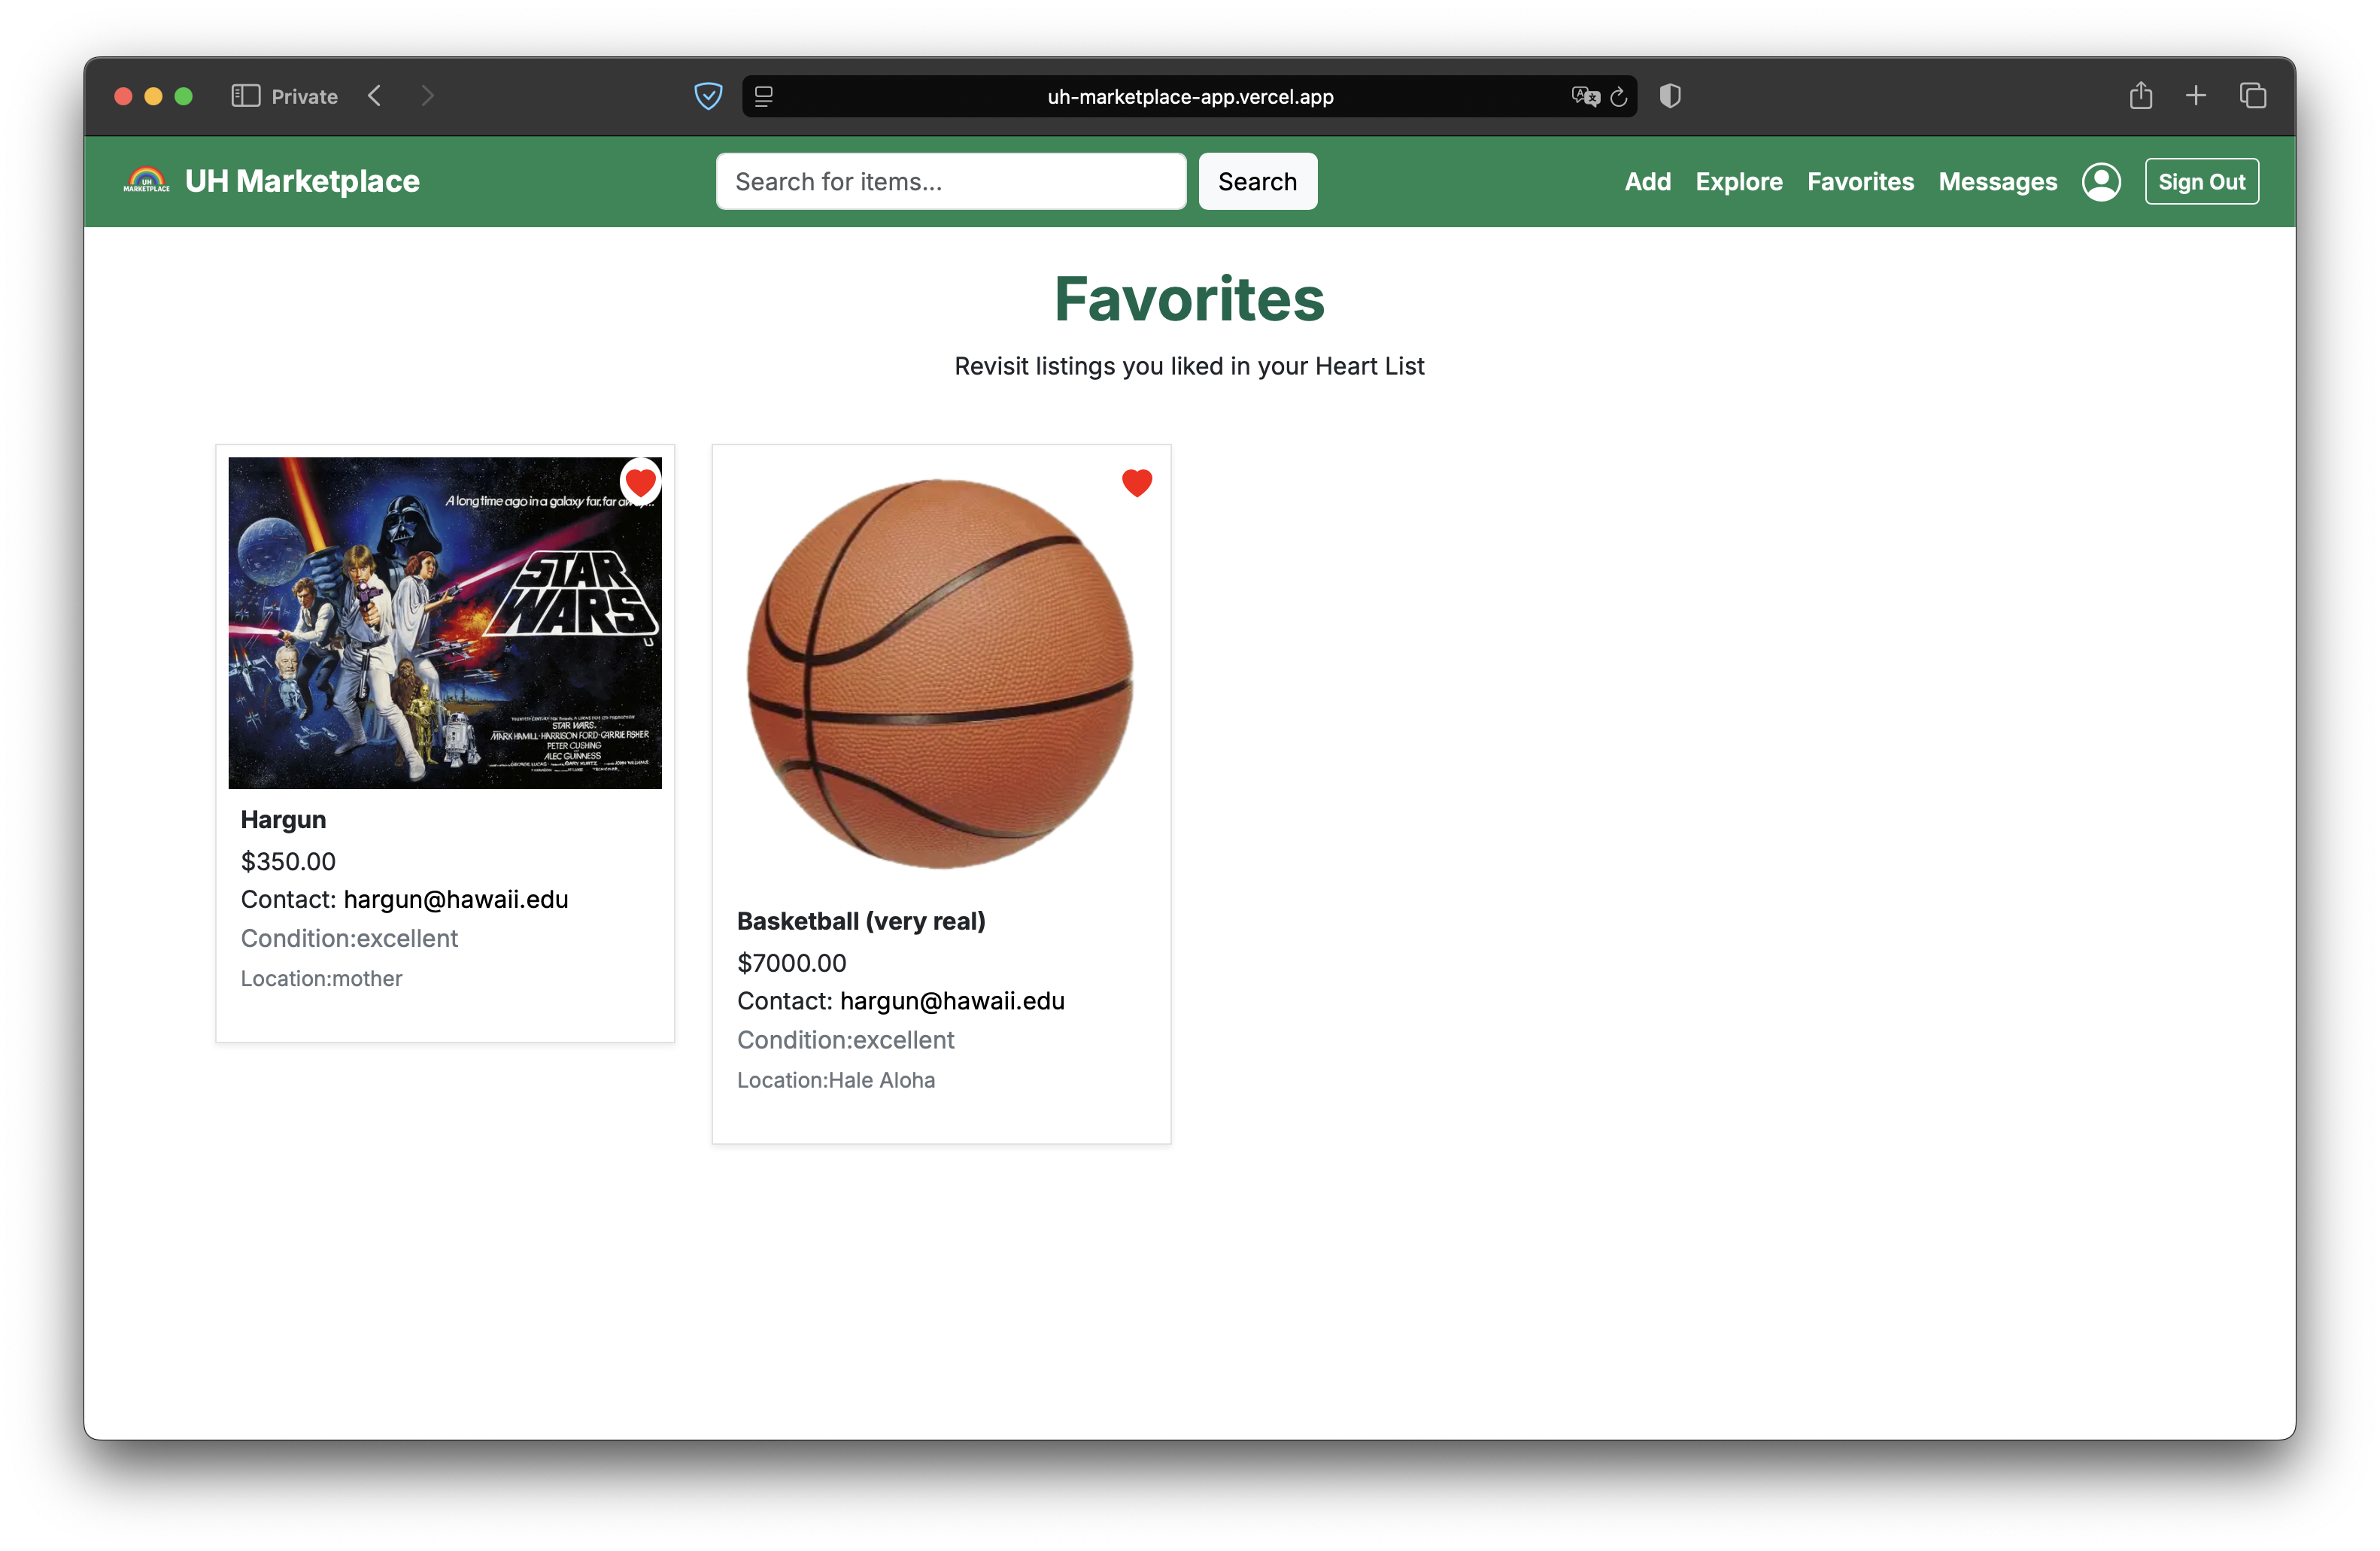 Private
uh-marketplace-app.vercel.app
UH
MARKETPLACE
UH Marketplace
Search for items...
Search
Add
Explore
Favorites
Messages
Sign Out
Favorites
Revisit listings you liked in your Heart List
A long time ago in a galaxy far, far
STAR
WARS
STAR WARS
MARK HAMILL · HARRISON FORD · CARRIE FISHER
PETER CUSHING
ALEC GUINNESS
Hargun
$350.00
Contact: hargun@hawaii.edu
Condition:excellent
Location:mother
Basketball (very real)
$7000.00
Contact: hargun@hawaii.edu
Condition:excellent
Location:Hale Aloha